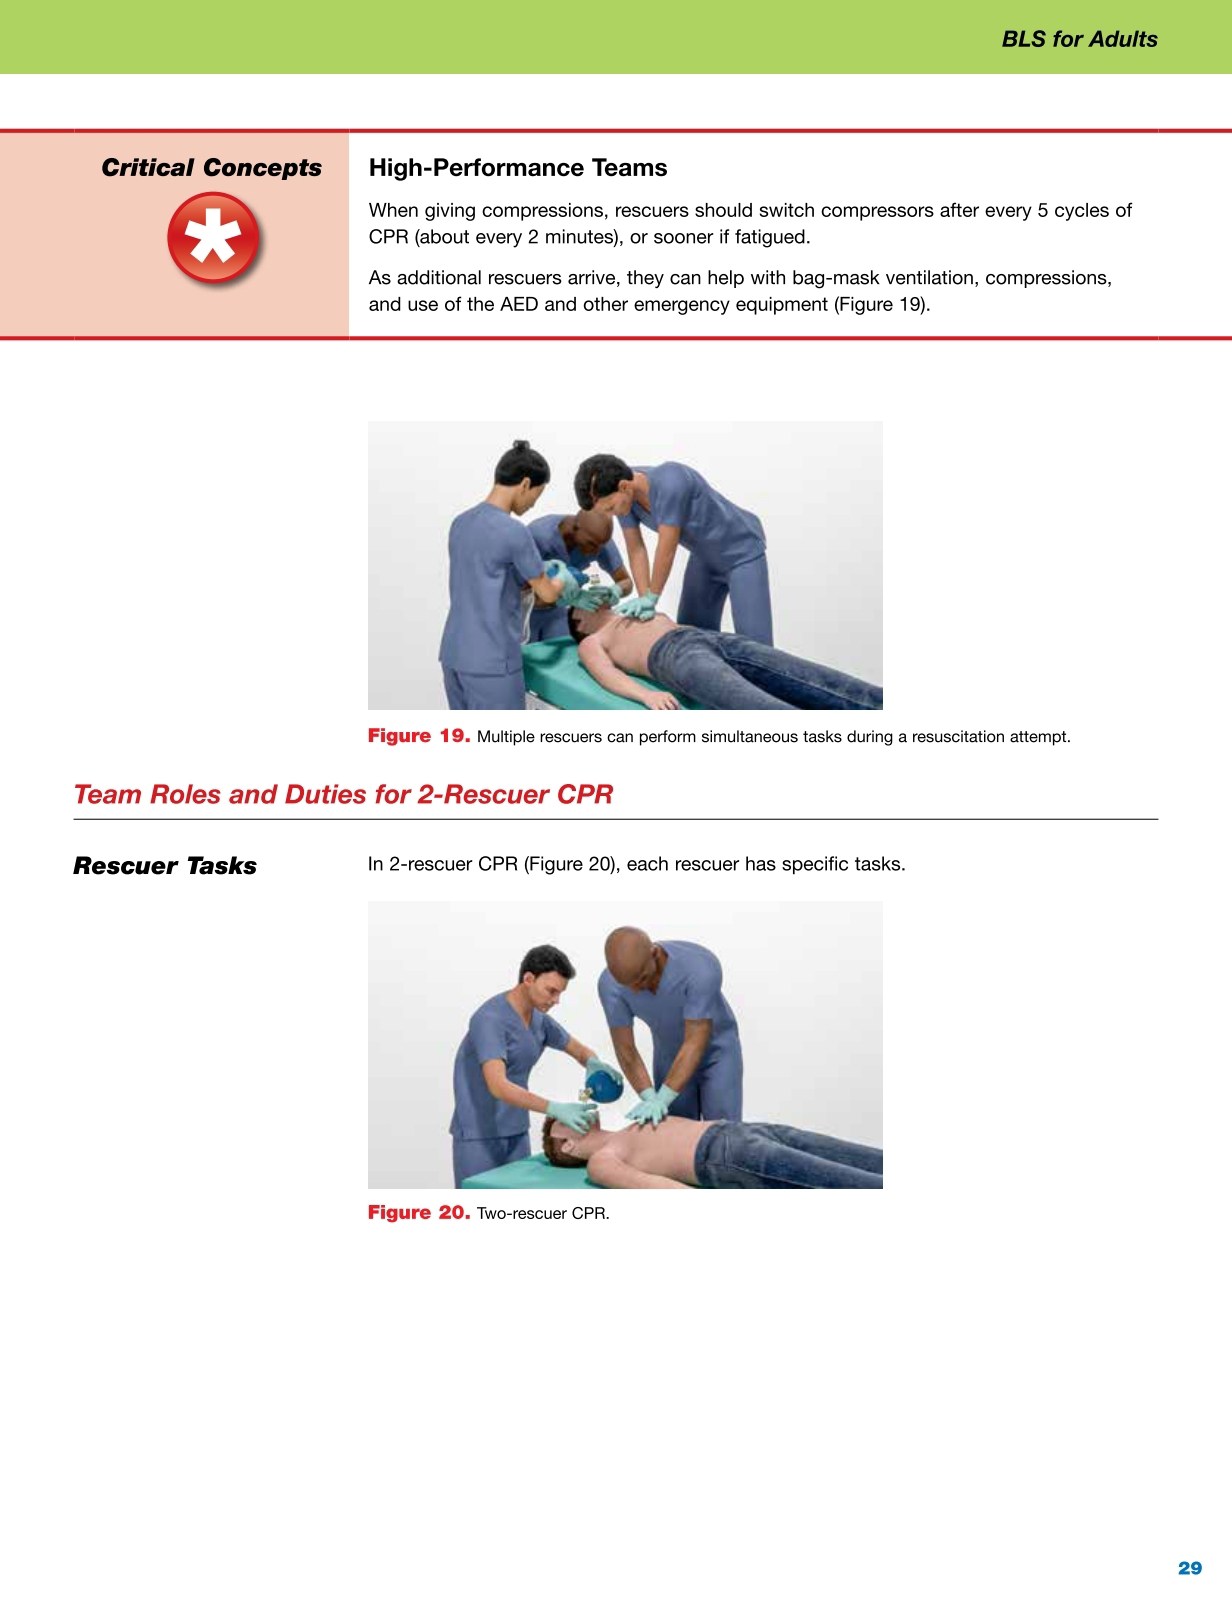 BLS for Adults
Critical Concepts
High-Performance Teams
When giving compressions, rescuers should switch compressors after every 5 cycles of
CPR (about every 2 minutes), or sooner if fatigued.
As additional rescuers arrive, they can help with bag-mask ventilation, compressions,
and use of the AED and other emergency equipment (Figure 19).
Figure 19. Multiple rescuers can perform simultaneous tasks during a resuscitation attempt.
Team Roles and Duties for 2-Rescuer CPR
Rescuer Tasks
In 2-rescuer CPR (Figure 20), each rescuer has specific tasks.
Figure 20. Two-rescuer CPR.
29